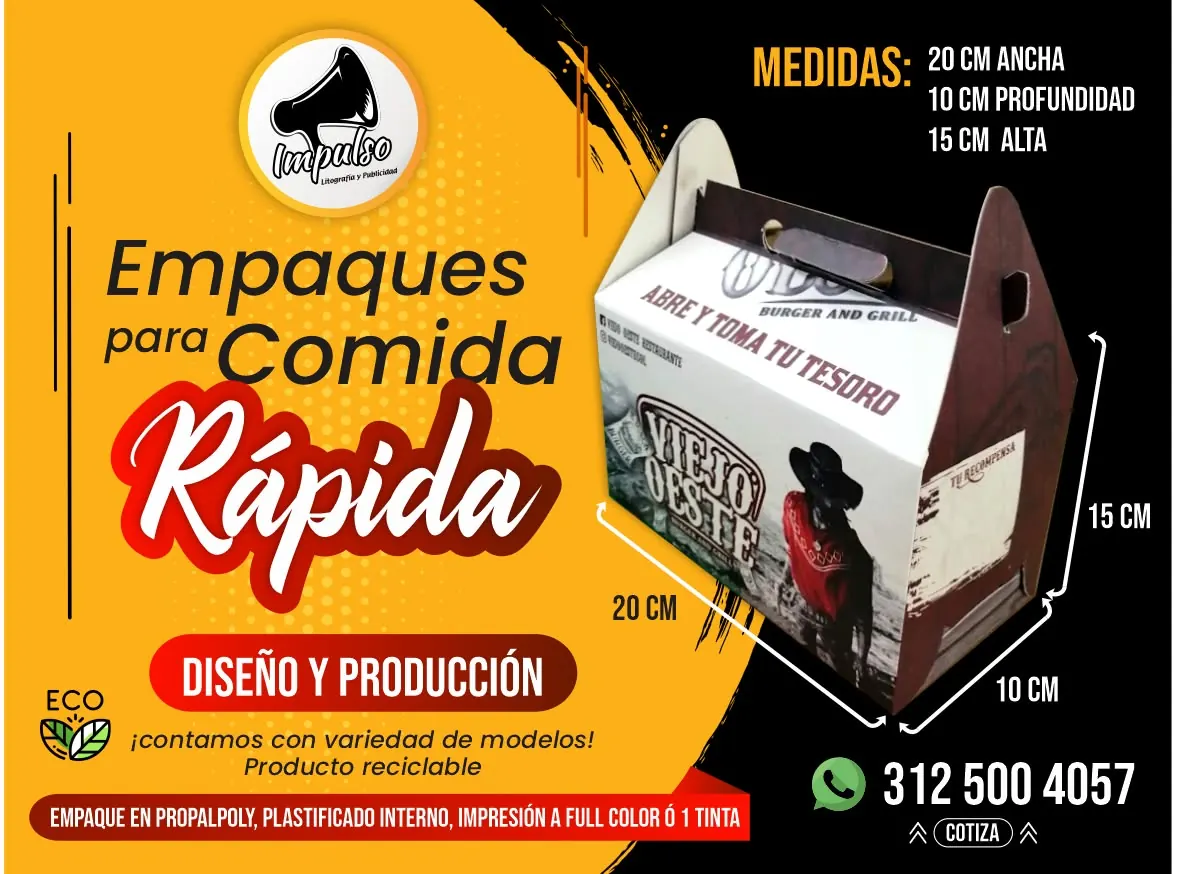 Impulso
Litografía y Publicidad
Empaques
para Comida
Rápida
DISEÑO Y PRODUCCIÓN
ECO
¡contamos con variedad de modelos!
Producto reciclable
EMPAQUE EN PROPALPOLY, PLASTIFICADO INTERNO, IMPRESIÓN A FULL COLOR Ó 1 TINTA
MEDIDAS:
20 CM ANCHA
10 CM PROFUNDIDAD
15 CM ALTA
BURGER AND GRILL
ABRE Y TOMA TU TESORO
VIEJO OESTE RESTAURANTE
VIEJO
OESTE
TU RECOMPENSA
15 CM
20 CM
10 CM
312 500 4057
COTIZA